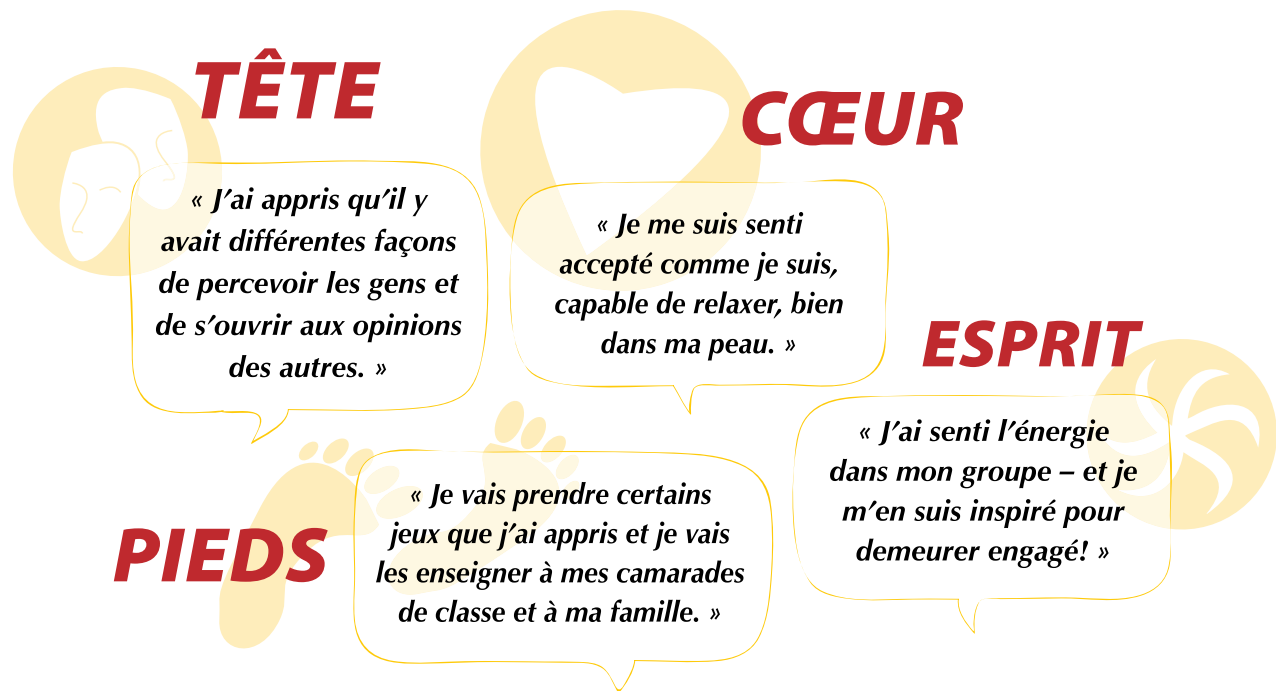 TÊTE
« J’ai appris qu’il y
avait différentes façons
de percevoir les gens et
de s’ouvrir aux opinions
des autres. »
CŒUR
« Je me suis senti
accepté comme je suis,
capable de relaxer, bien
dans ma peau. »
ESPRIT
« J’ai senti l’énergie
dans mon groupe – et je
m’en suis inspiré pour
demeurer engagé! »
PIEDS
« Je vais prendre certains
jeux que j’ai appris et je vais
les enseigner à mes camarades
de classe et à ma famille. »